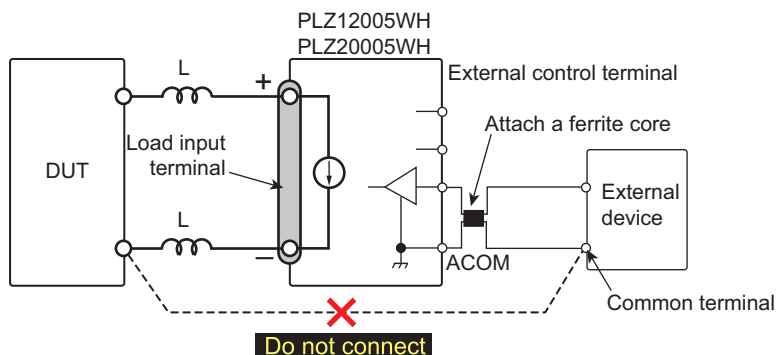 PLZ12005WH
PLZ20005WH
L
+
External control terminal
Attach a ferrite core
Load input
terminal
DUT
External
device
L
−
ACOM
Common terminal
Do not connect